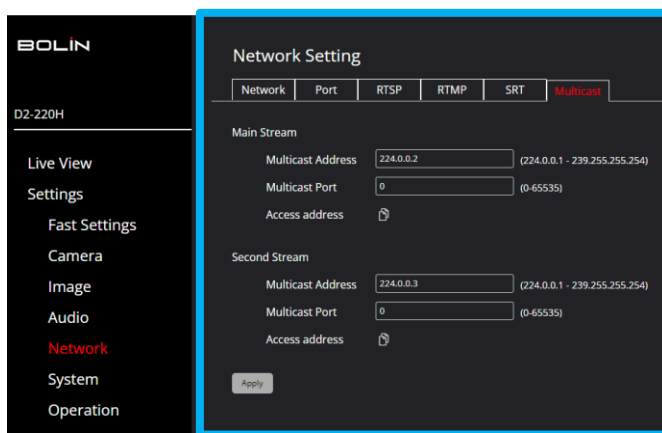 BOLIN
D2-220H
Live View
Settings
Fast Settings
Camera
Image
Audio
Network
System
Operation
Network Setting
Network Port RTSP RTMP SRT Multicast
Main Stream
Multicast Address 224.0.0.2 (224.0.0.1 - 239.255.255.254)
Multicast Port 0 (0-65535)
Access address
Second Stream
Multicast Address 224.0.0.3 (224.0.0.1 - 239.255.255.254)
Multicast Port 0 (0-65535)
Access address
Apply